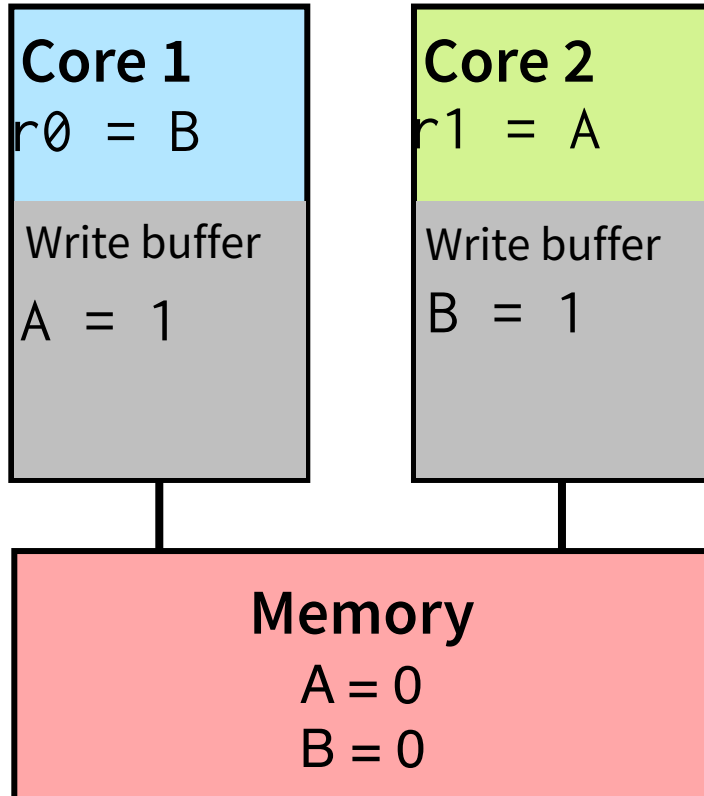 Core 1
r0 = B
Write buffer
A = 1
Core 2
r1 = A
Write buffer
B = 1
Memory
A = 0
B = 0